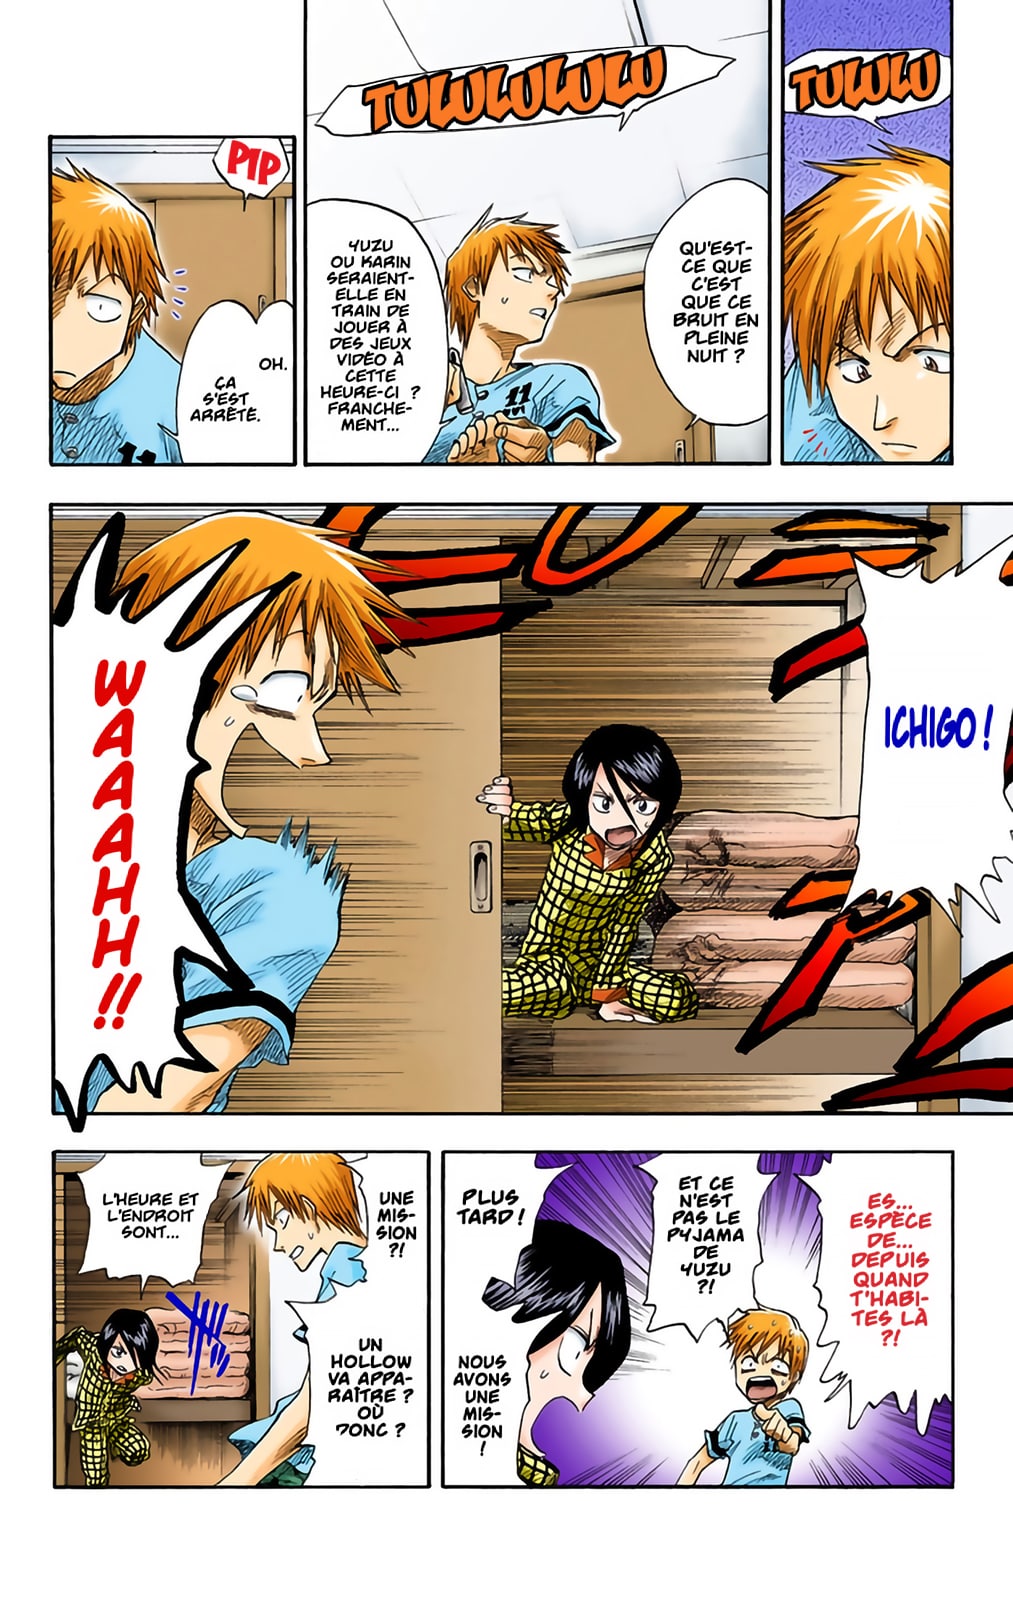 TULULU
TULULULULU
QU'EST-
CE QUE
C'EST
QUE CE
BRUIT EN
PLEINE
NUIT ?
YUZU
OU KARIN
SERAIENT-
ELLE EN
TRAIN DE
JOUER À
DES JEUX
VIDÉO À
CETTE
HEURE-CI ?
FRANCHE-
MENT...
11
PIP
OH.
ÇA
S'EST
ARRÊTÉ.
11
ICHIGO !
WAAAHH!!
ES...
ESPÈCE
DE...
DEPUIS
QUAND
T'HABI-
TES LÀ
?!
ET CE
N'EST
PAS LE
PYJAMA
DE
YUZU
?!
11
PLUS
TARD !
NOUS
AVONS
UNE
MIS-
SION
!
UNE
MIS-
SION
?!
UN
HOLLOW
VA APPA-
RAÎTRE ?
OÙ
DONC ?
L'HEURE ET
L'ENDROIT
SONT...